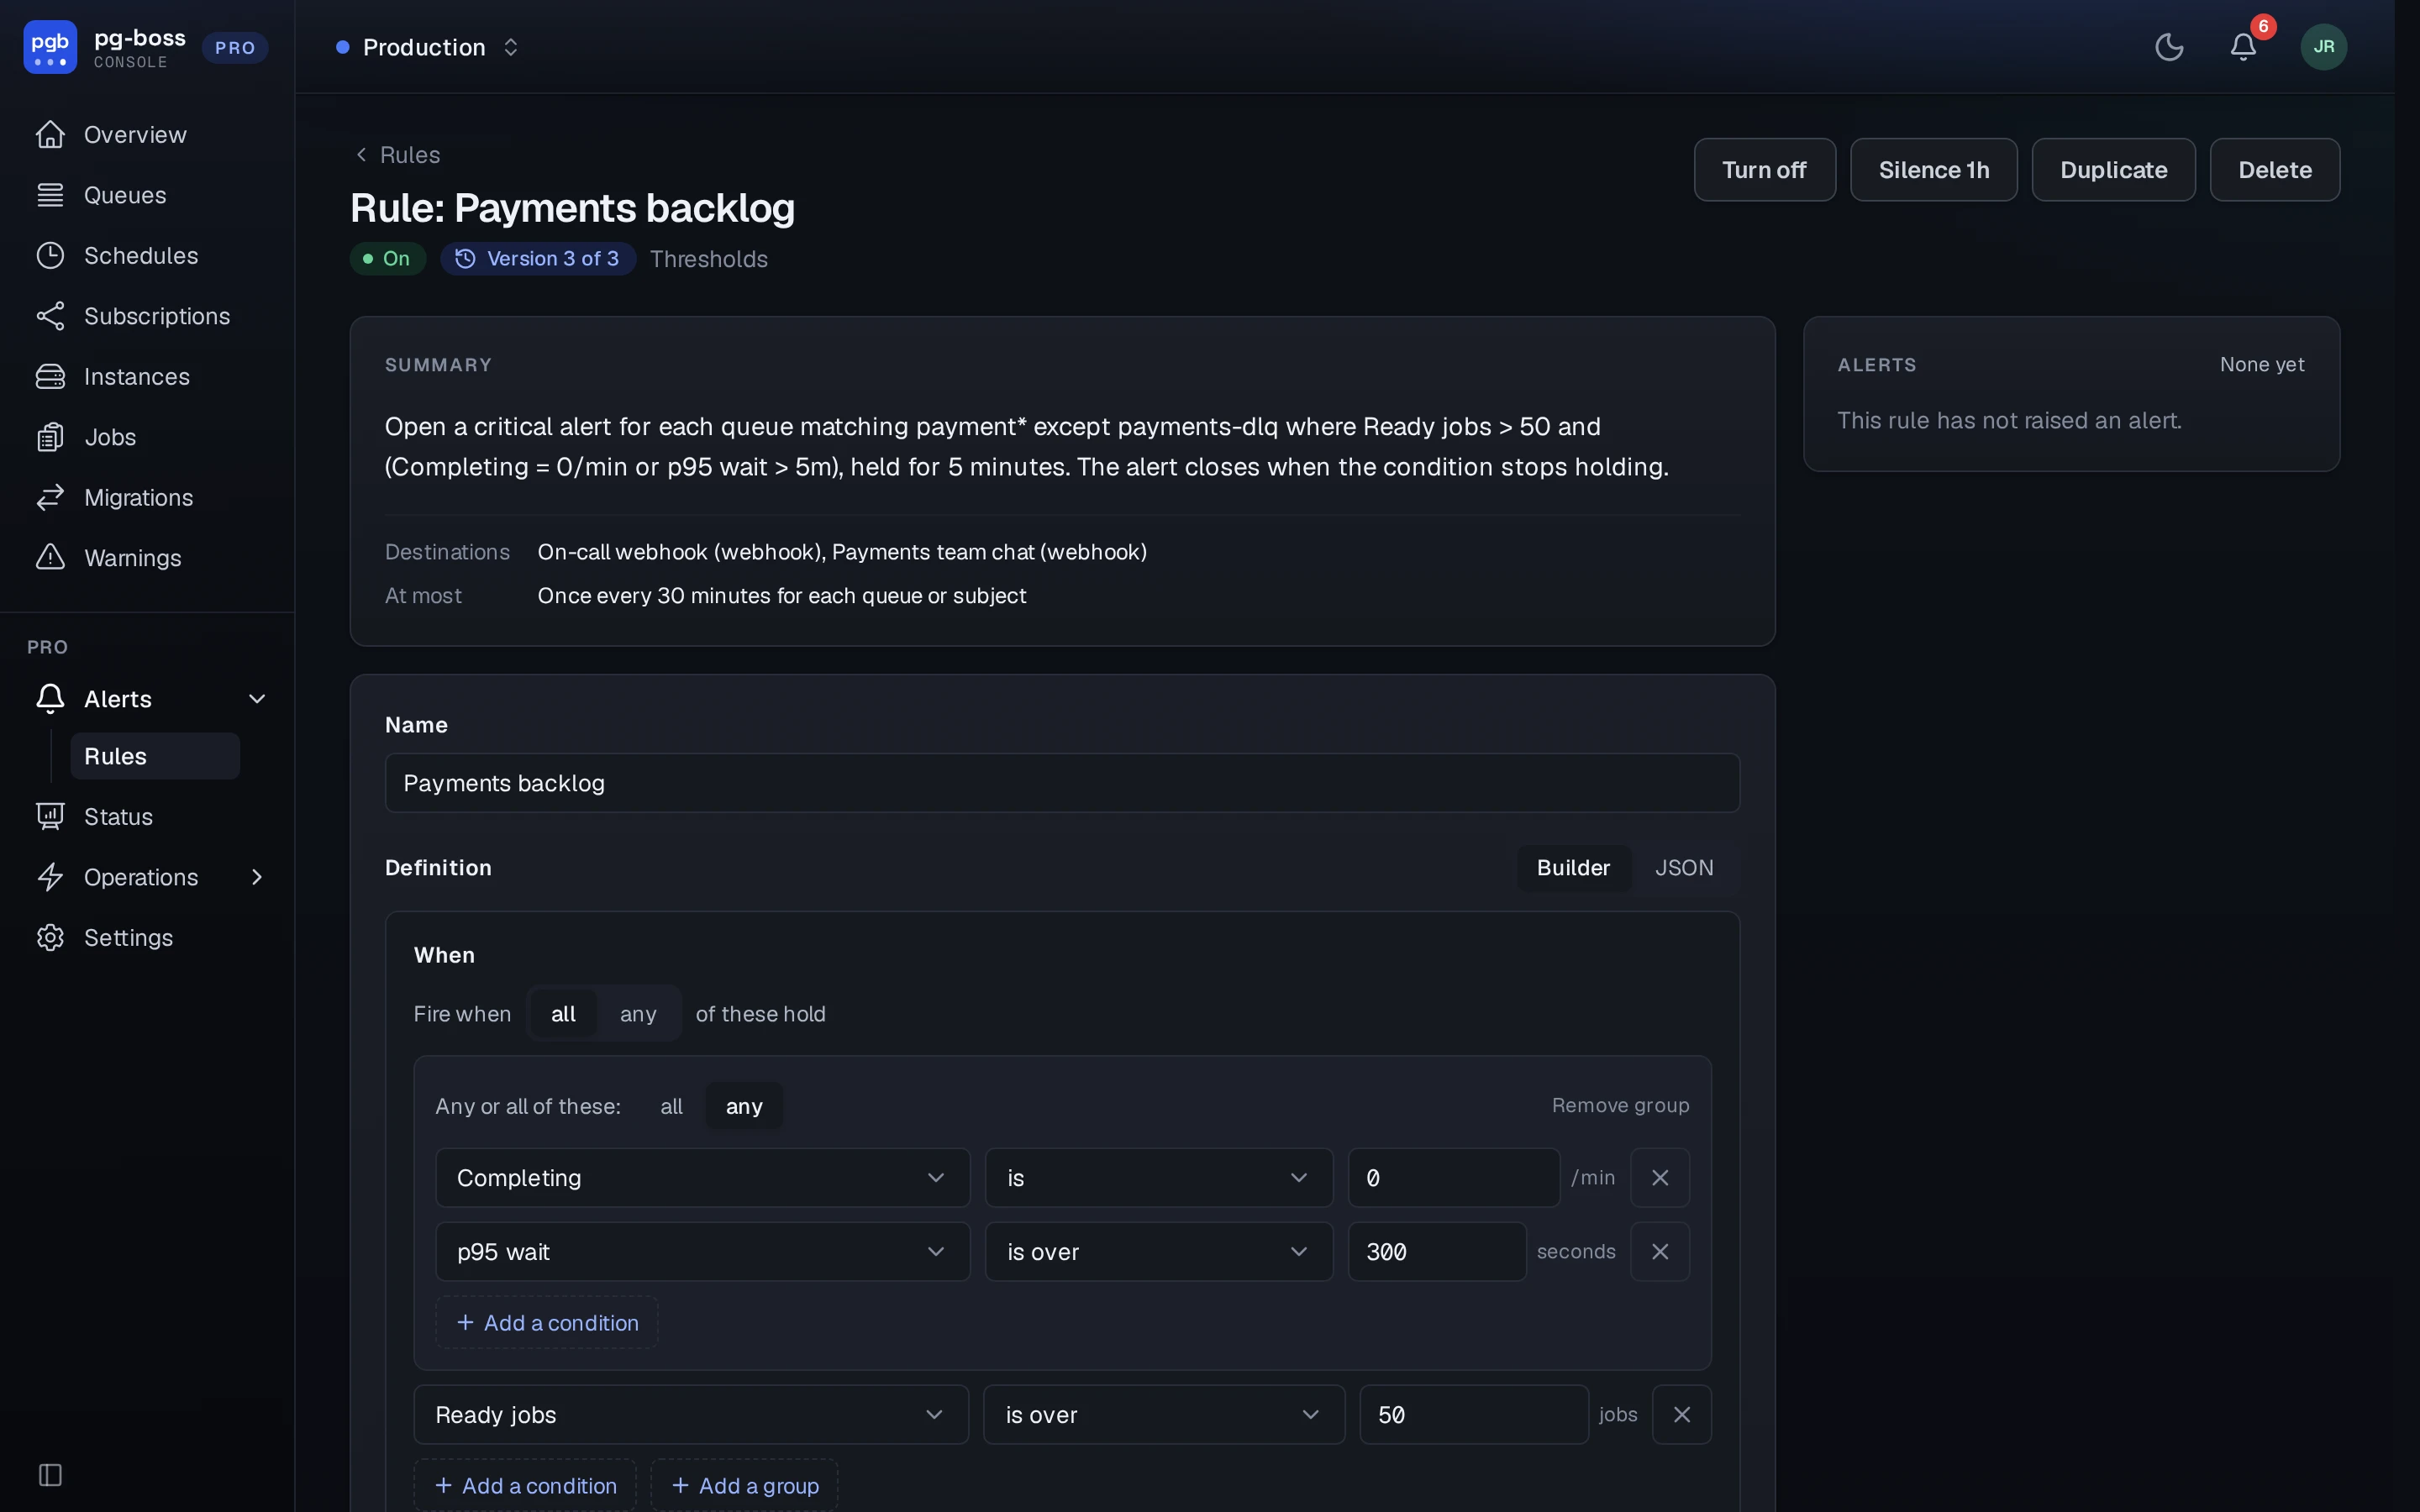 pgb
pg-boss
CONSOLE
PRO
Production
6
JR
Overview
Queues
Schedules
Subscriptions
Instances
Jobs
Migrations
Warnings
PRO
Alerts
Rules
Status
Operations
Settings
Rules
Rule: Payments backlog
On
Version 3 of 3
Thresholds
Turn off
Silence 1h
Duplicate
Delete
SUMMARY
Open a critical alert for each queue matching payment* except payments-dlq where Ready jobs > 50 and
(Completing = 0/min or p95 wait > 5m), held for 5 minutes. The alert closes when the condition stops holding.
Destinations On-call webhook (webhook), Payments team chat (webhook)
At most Once every 30 minutes for each queue or subject
ALERTS None yet
This rule has not raised an alert.
Name
Payments backlog
Definition
Builder JSON
When
Fire when all any of these hold
Any or all of these: all any Remove group
Completing is 0 /min
p95 wait is over 300 seconds
+ Add a condition
Ready jobs is over 50 jobs
+ Add a condition + Add a group